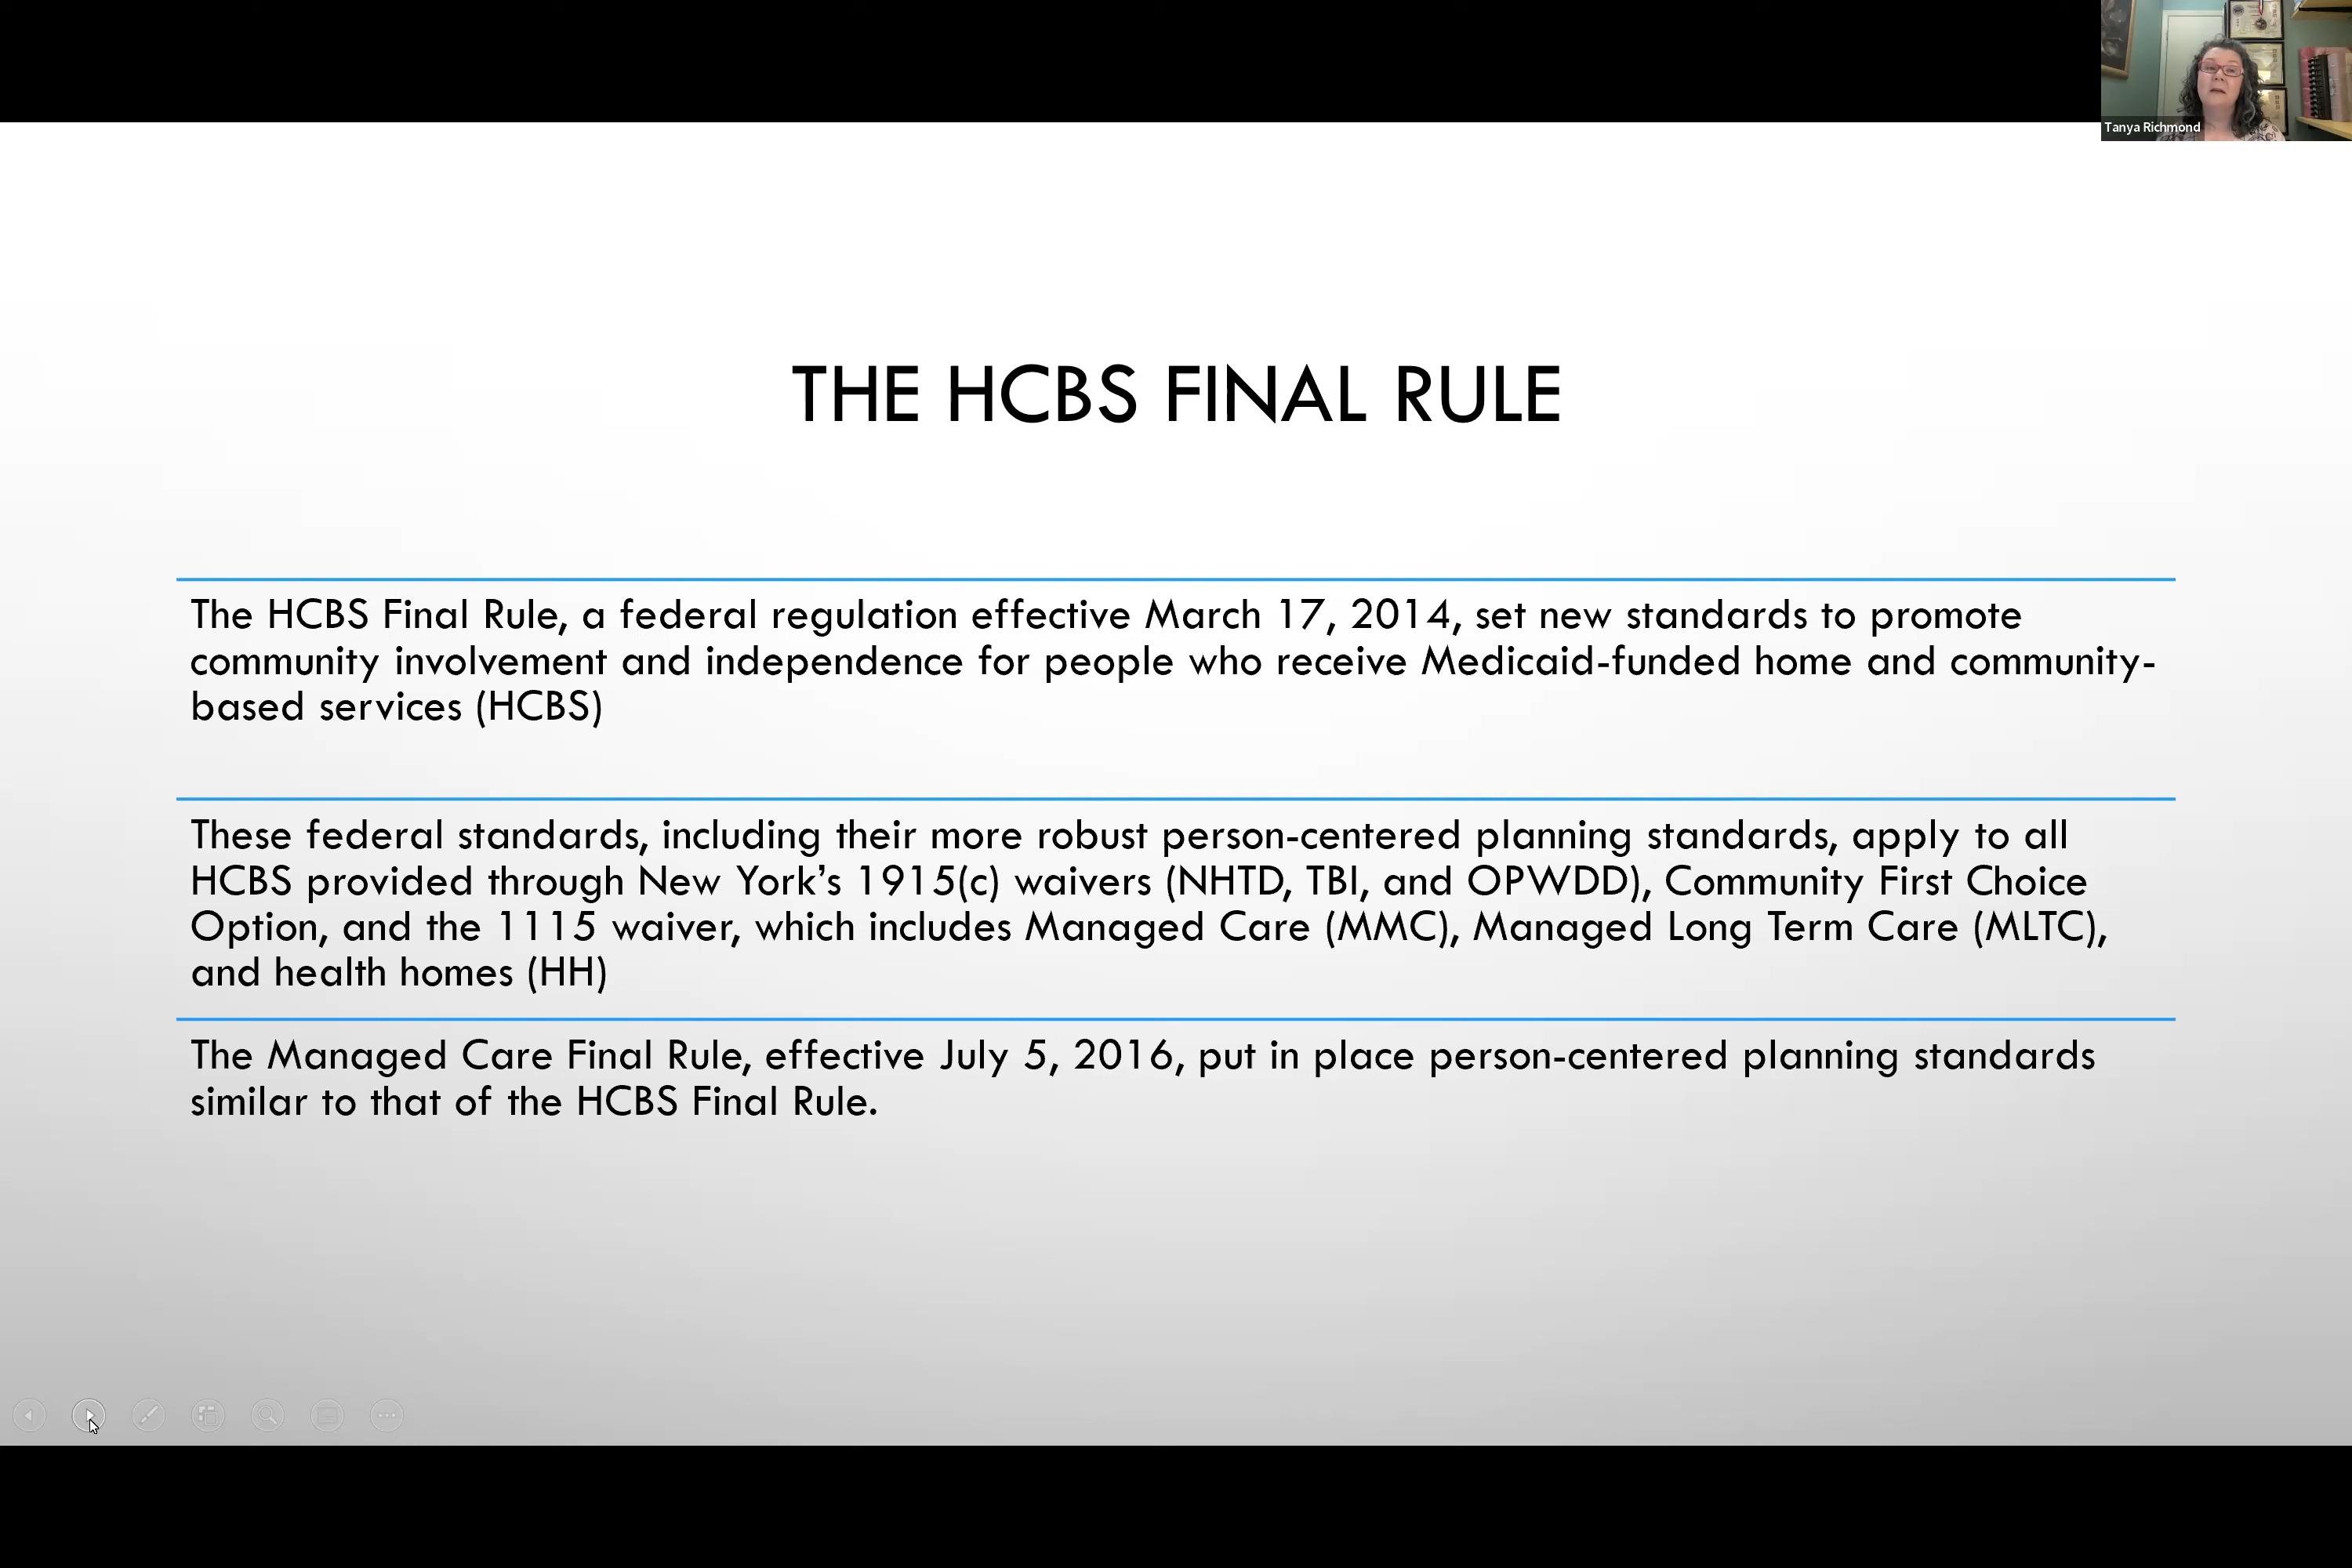 Tanya Richmond
THE HCBS FINAL RULE
The HCBS Final Rule, a federal regulation effective March 17, 2014, set new standards to promote
community involvement and independence for people who receive Medicaid-funded home and community-
based services (HCBS)
These federal standards, including their more robust person-centered planning standards, apply to all
HCBS provided through New York’s 1915(c) waivers (NHTD, TBI, and OPWDD), Community First Choice
Option, and the 1115 waiver, which includes Managed Care (MMC), Managed Long Term Care (MLTC),
and health homes (HH)
The Managed Care Final Rule, effective July 5, 2016, put in place person-centered planning standards
similar to that of the HCBS Final Rule.